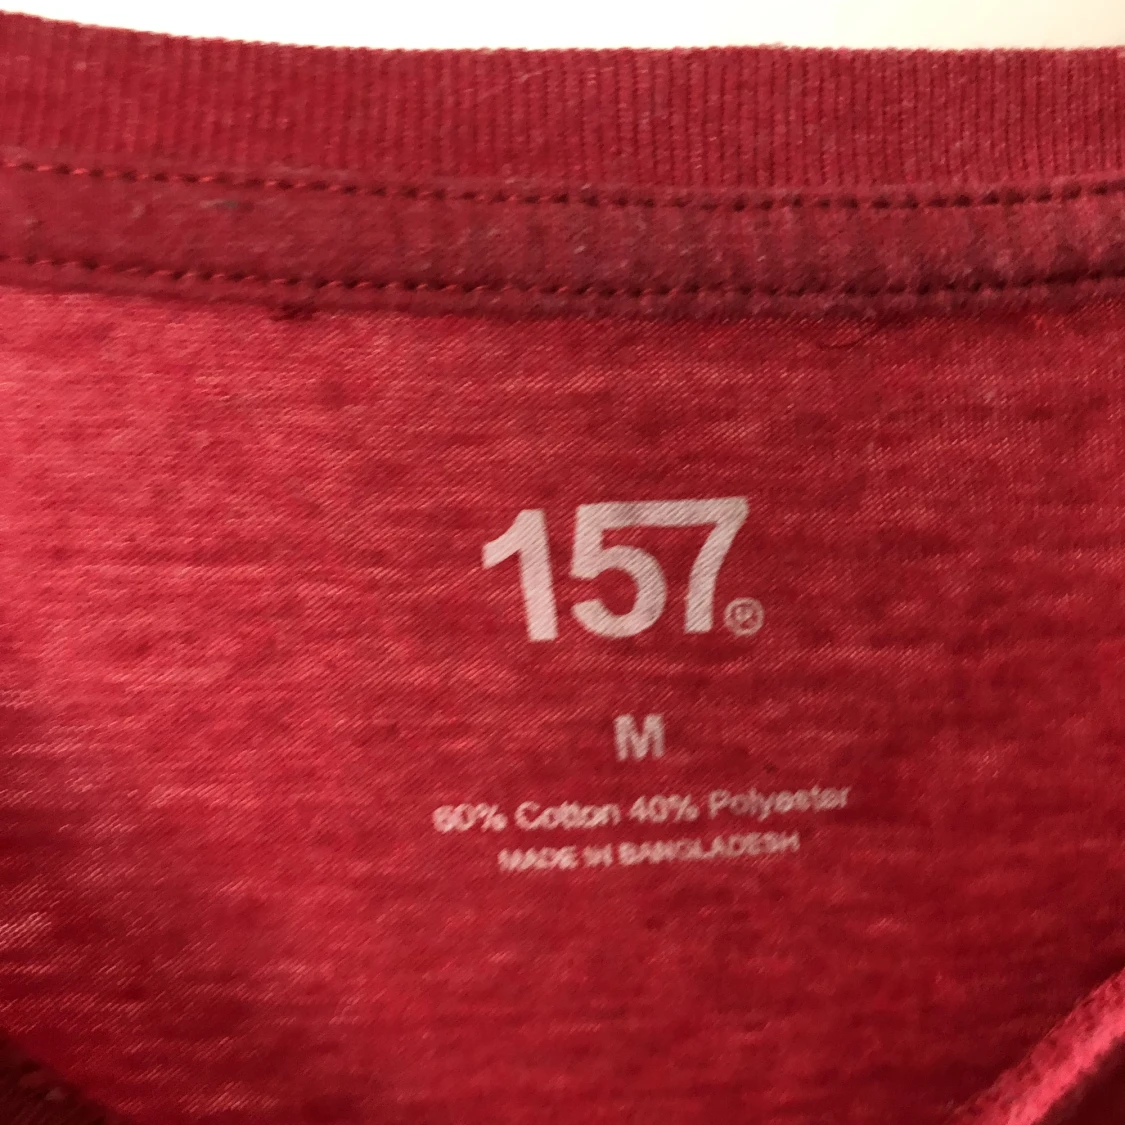 157®
M
60% Cotton 40% Polyester
MADE IN BANGLADESH